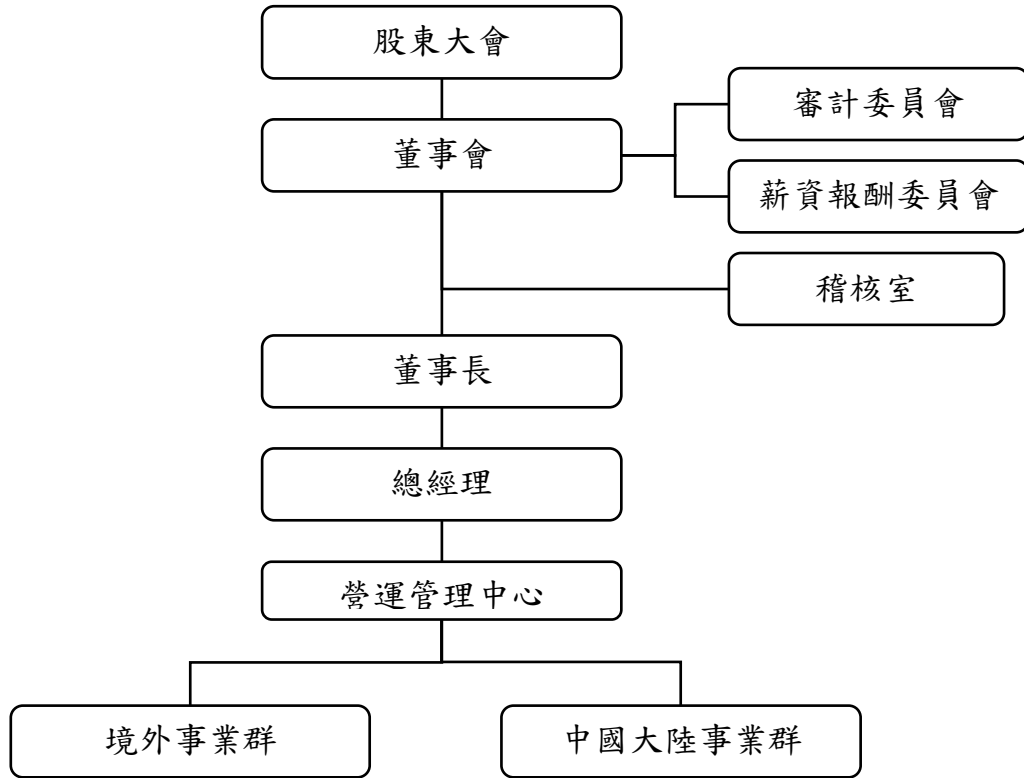 股東大會
董事會
審計委員會
薪資報酬委員會
稽核室
董事長
總經理
營運管理中心
境外事業群
中國大陸事業群